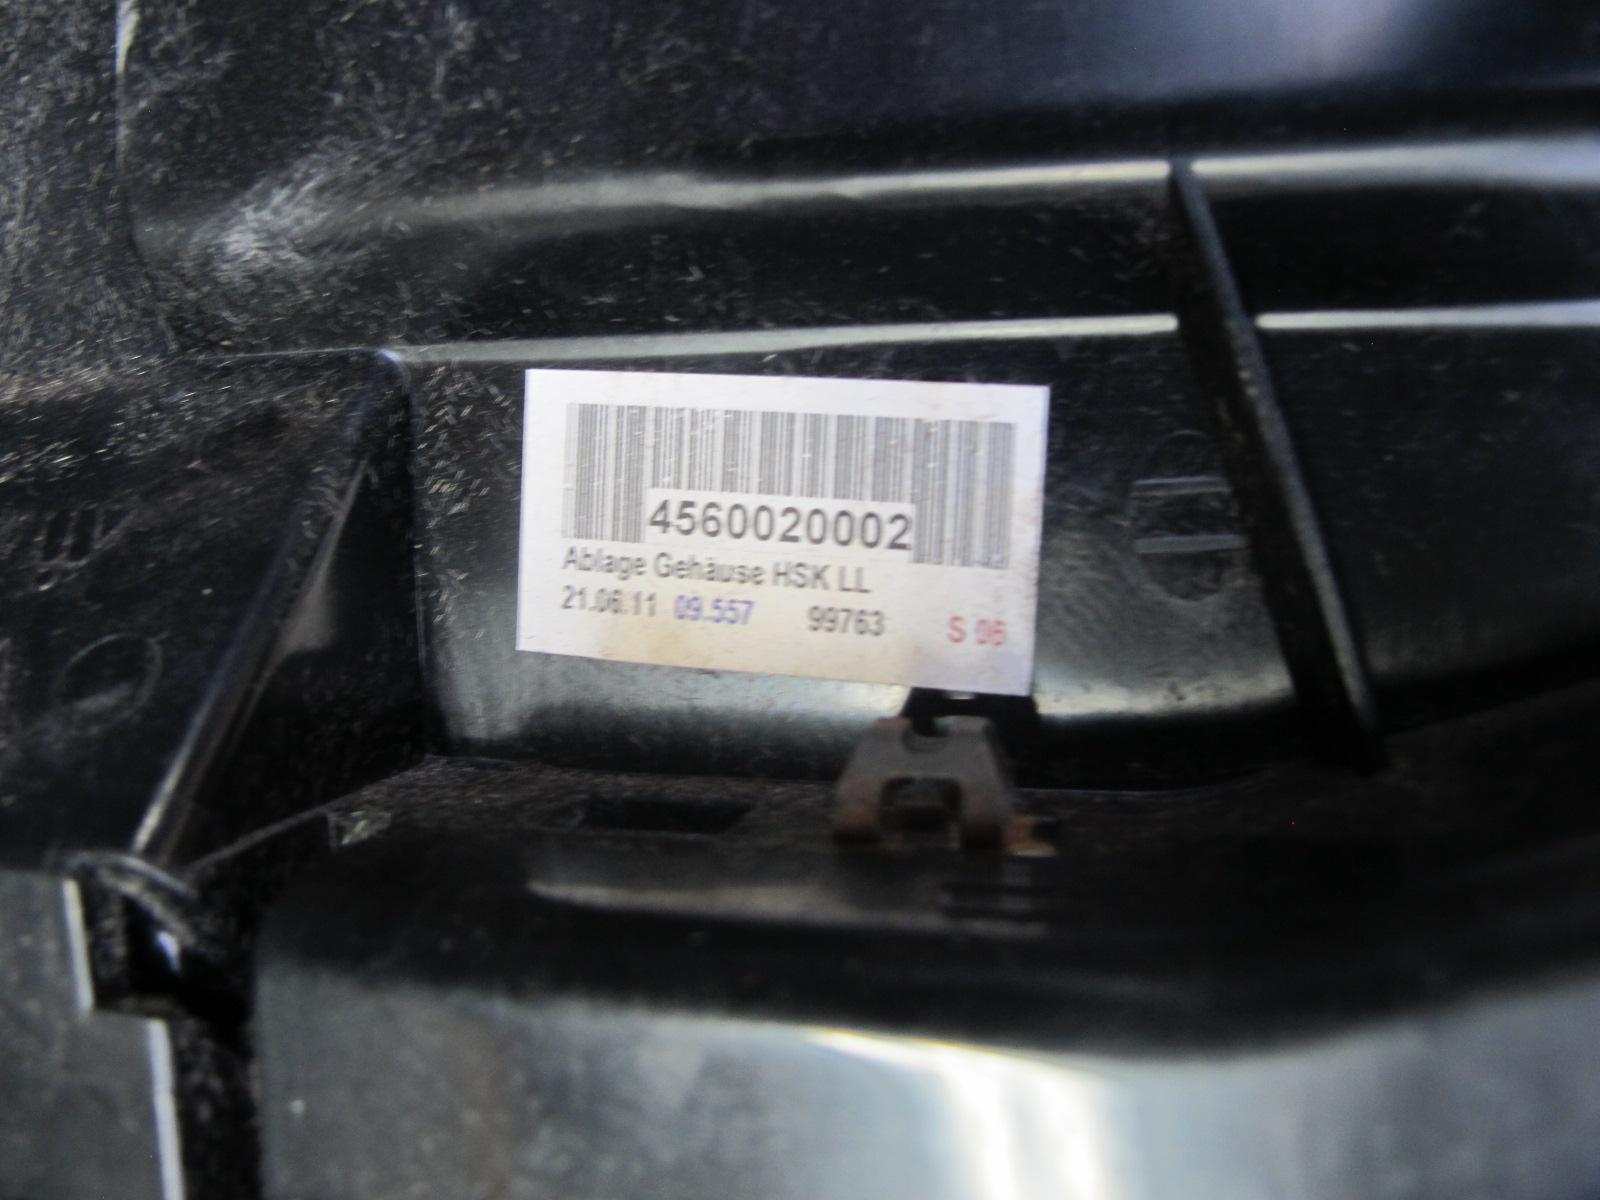 4560020002
Ablage Gehäuse HSK LL
21.06.11 09.557 99763 S 06